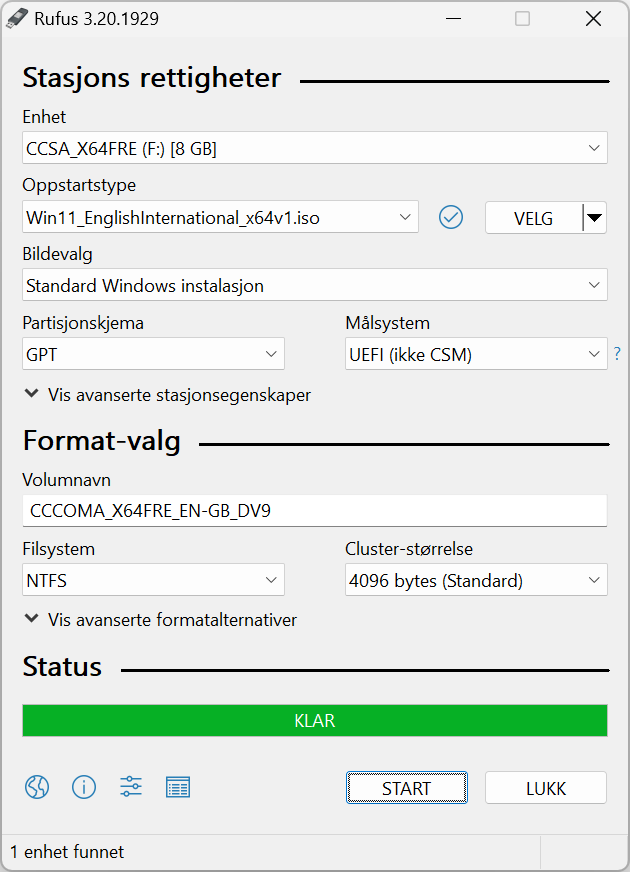 Rufus 3.20.1929
Stasjons rettigheter
Enhet
CCSA_X64FRE (F:) [8 GB]
Oppstartstype
Win11_EnglishInternational_x64v1.iso
VELG
Bildevalg
Standard Windows instalasjon
Partisjonskjema
Målsystem
GPT
UEFI (ikke CSM)
?
Vis avanserte stasjonsegenskaper
Format-valg
Volumnavn
CCCOMA_X64FRE_EN-GB_DV9
Filsystem
Cluster-størrelse
NTFS
4096 bytes (Standard)
Vis avanserte formatalternativer
Status
KLAR
START
LUKK
1 enhet funnet